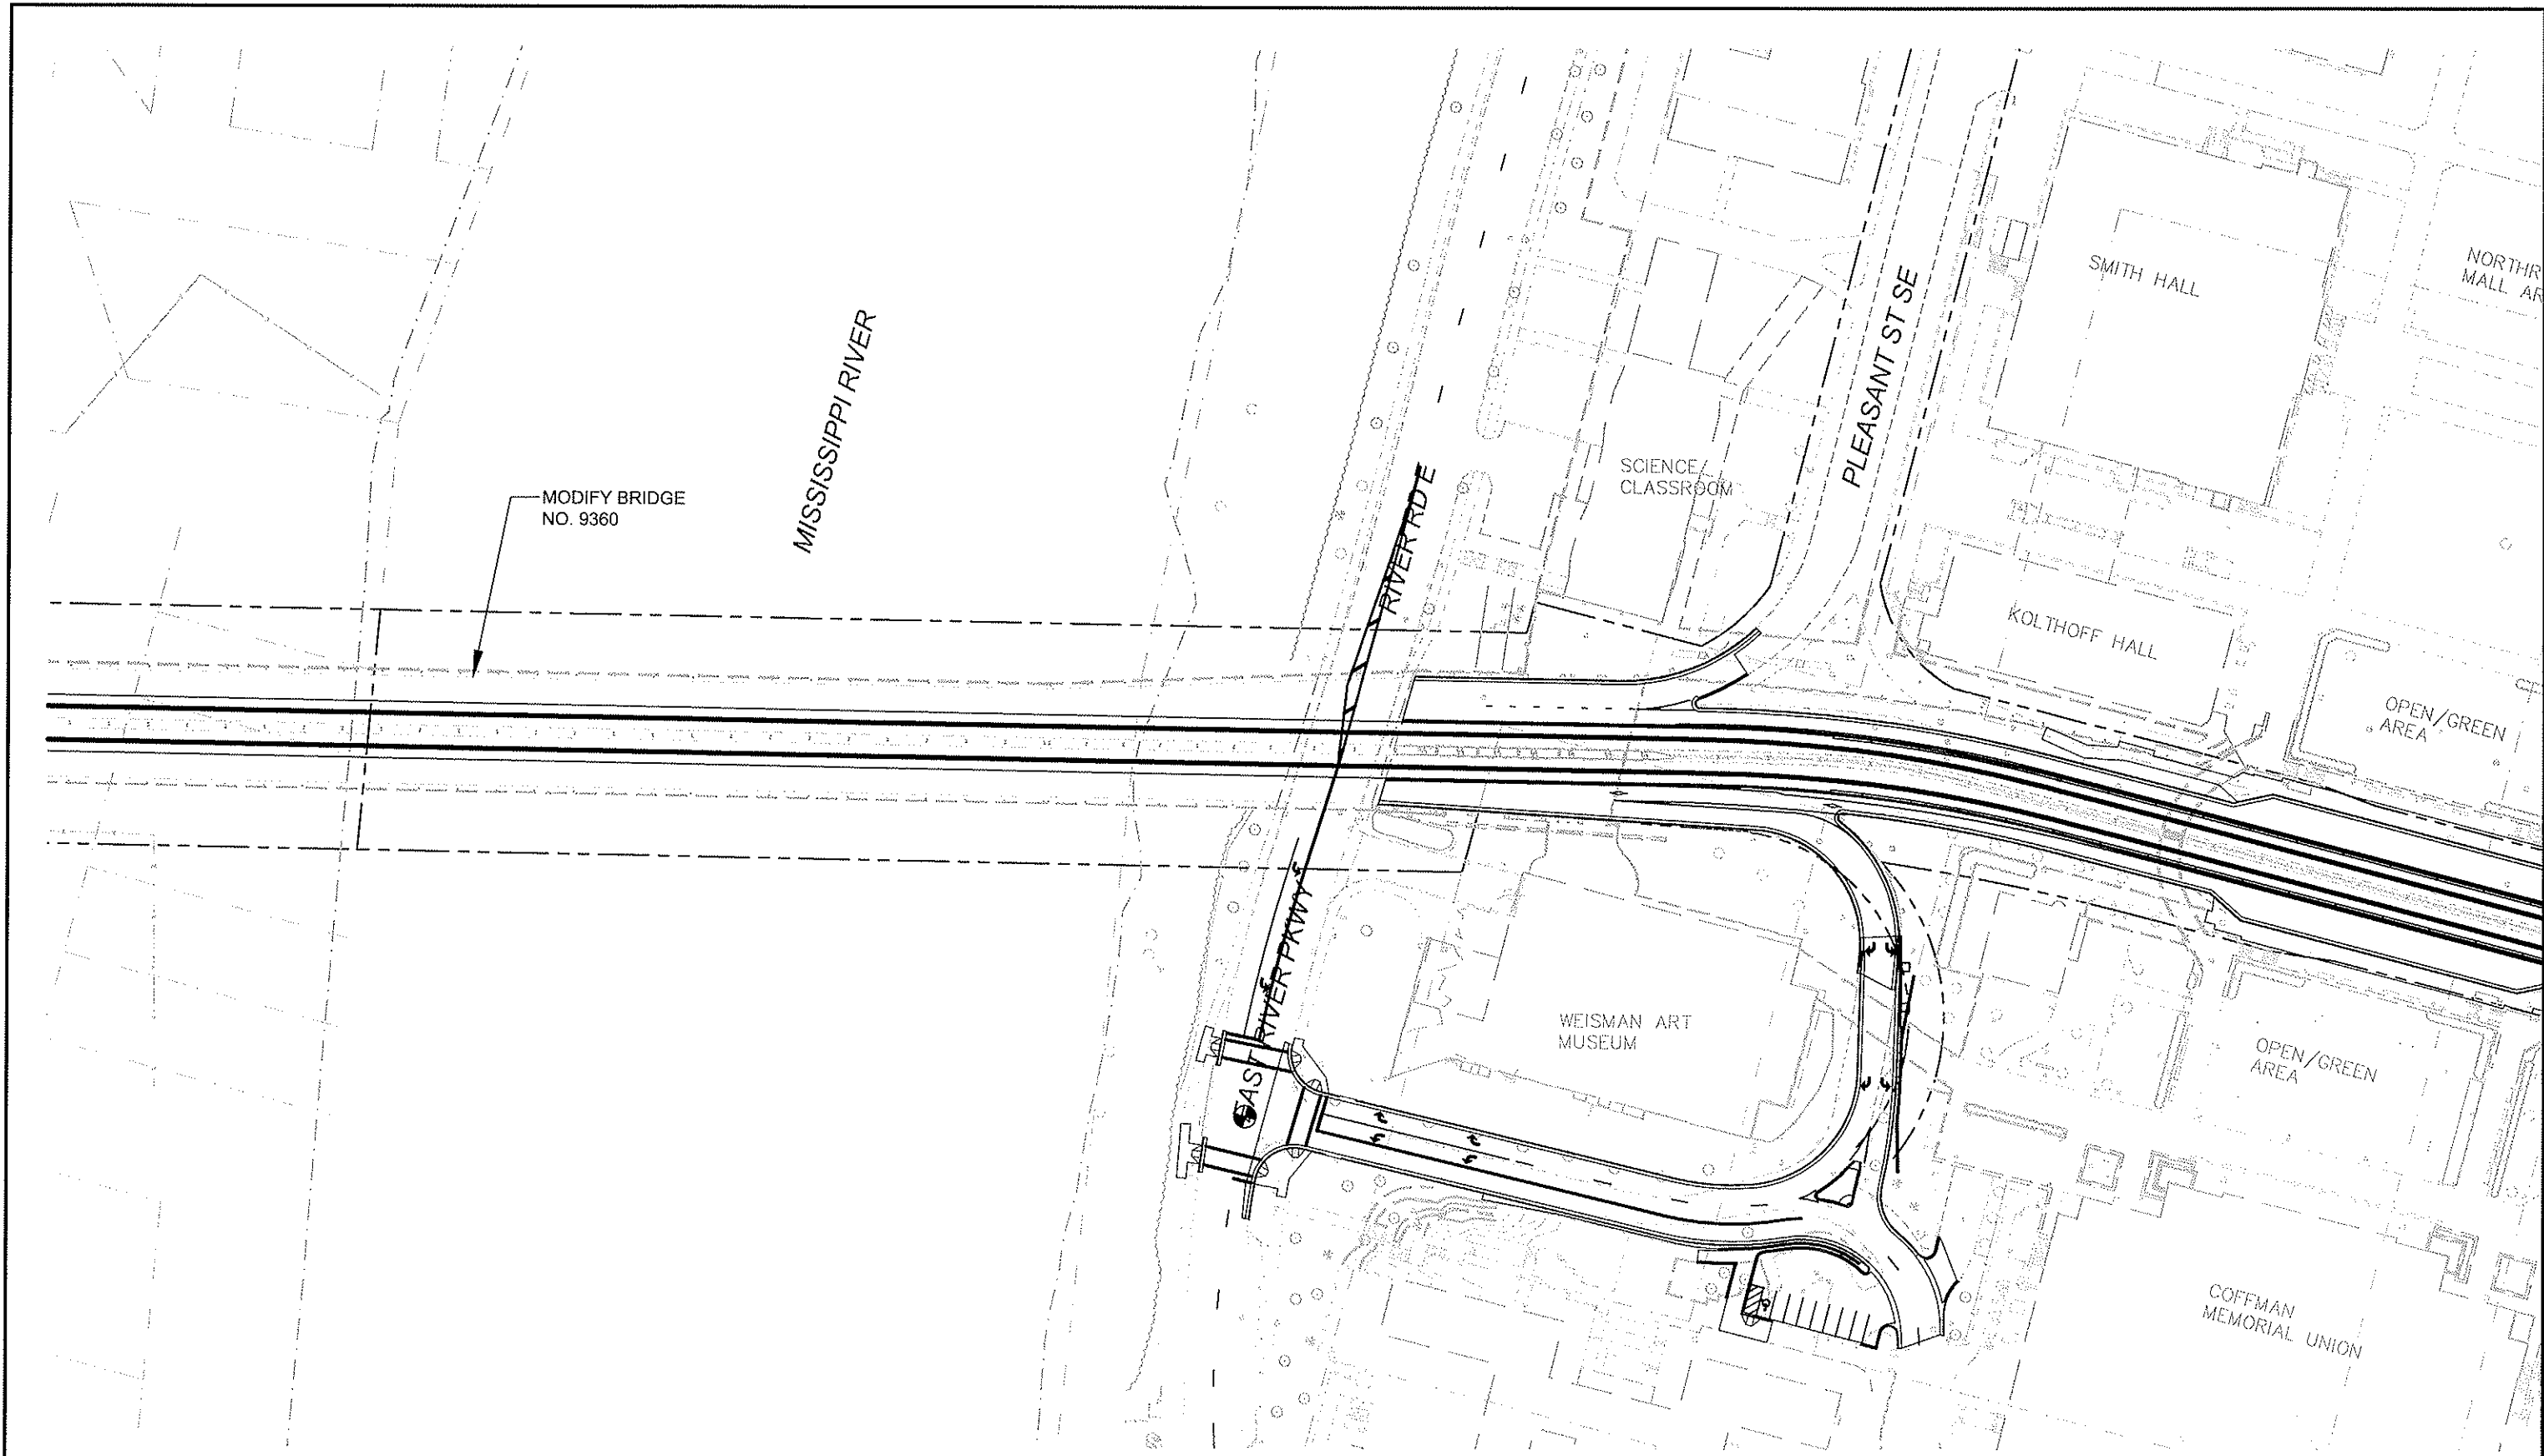 MISSISSIPPI RIVER
MODIFY BRIDGE
NO. 9360
RIVER RD E
EAST RIVER PKWY
PLEASANT ST SE
SCIENCE/
CLASSROOM
SMITH HALL
MALL
KOLTHOFF HALL
OPEN/GREEN
AREA
WEISMAN ART
MUSEUM
OPEN/GREEN
AREA
COFFMAN
MEMORIAL UNION